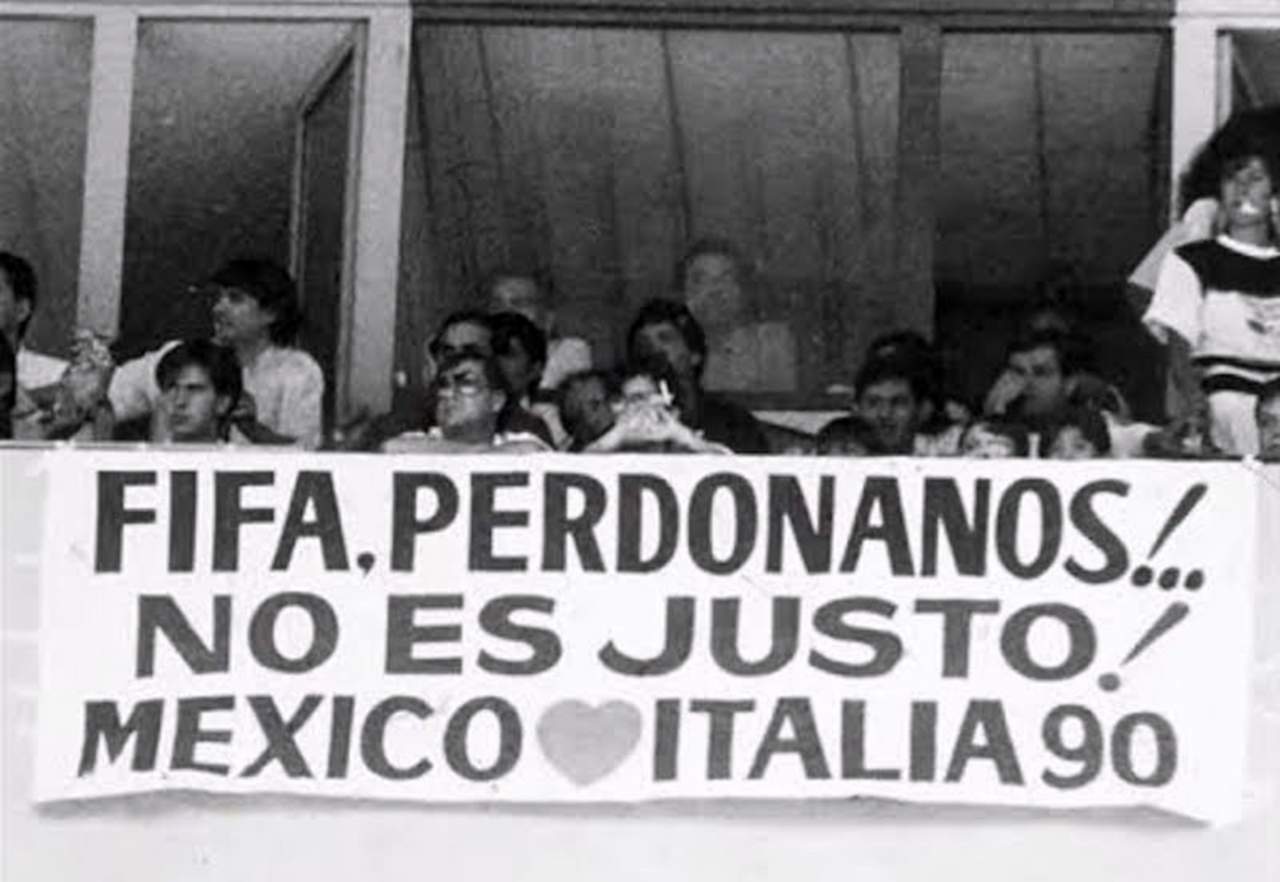 FIFA, PERDONANOS!...
NO ES JUSTO!
MEXICO ♥ ITALIA 90